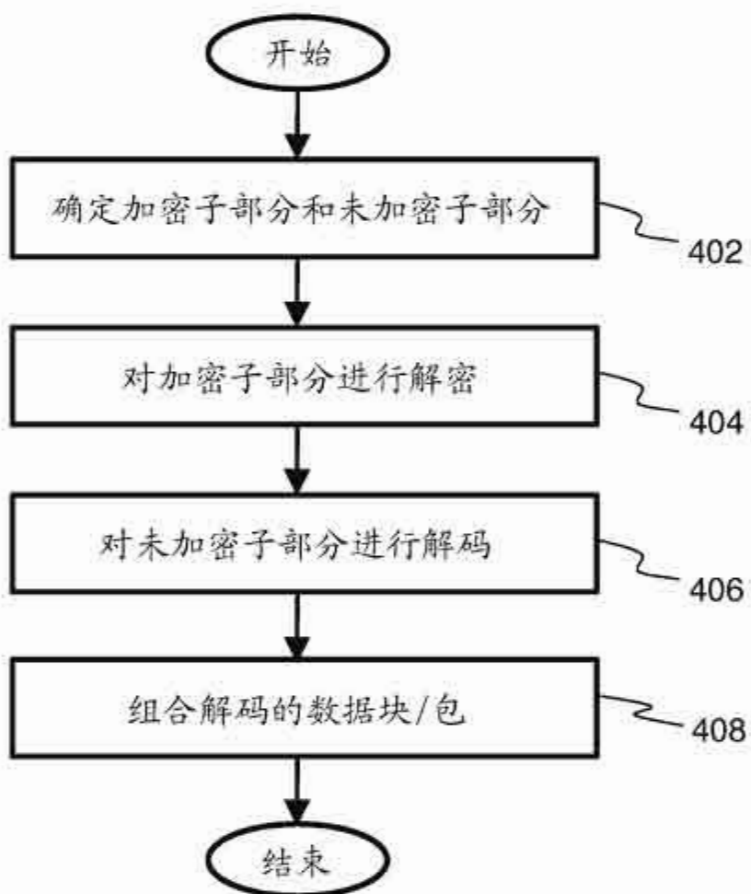 开始
确定加密子部分和未加密子部分
402
对加密子部分进行解密
404
对未加密子部分进行解码
406
组合解码的数据块/包
408
结束